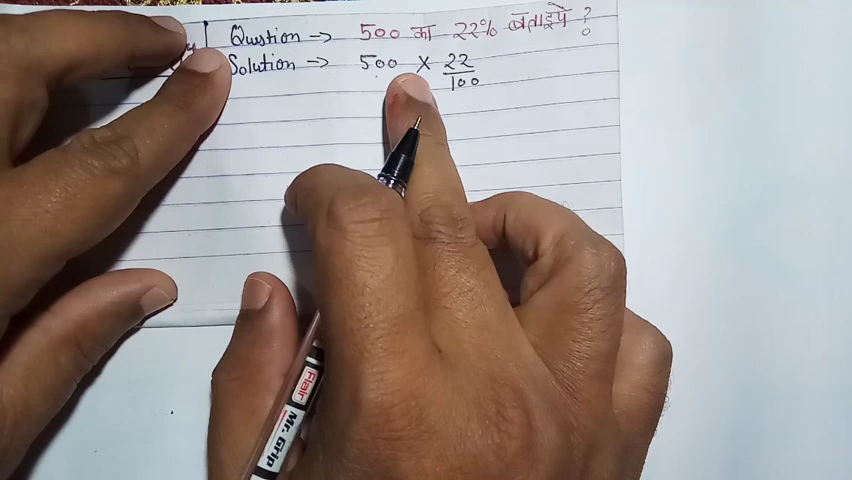 Question → 500 का 22% बताइये ?
Solution → 500 × 22/100
Flair
Mr. Grip